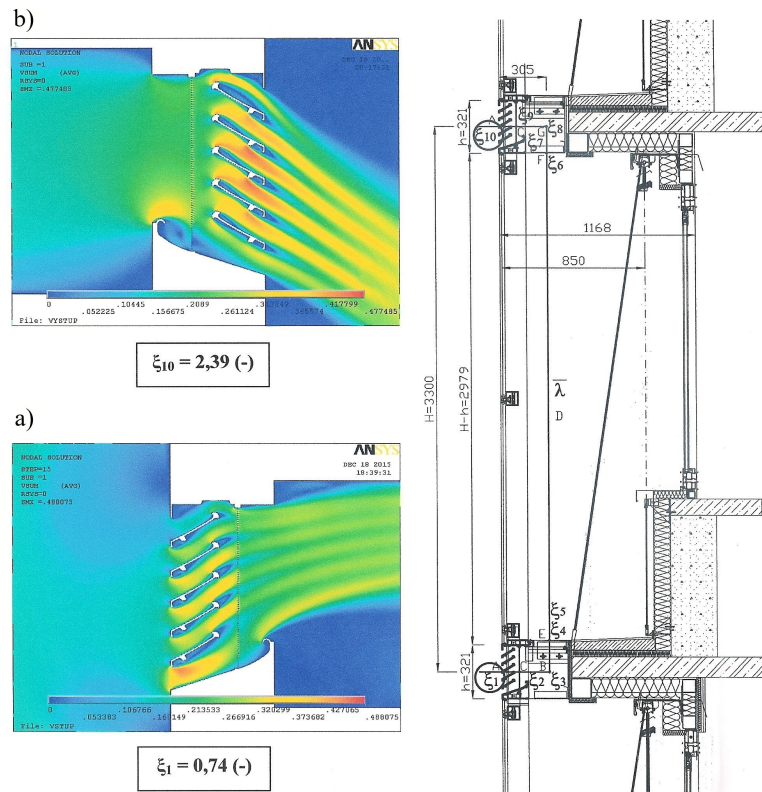 b)
1
NODAL SOLUTION
SUB =1
VSUM (AVG)
RSYS=0
SMX =.477485
ANSYS
0
.052225
.10445
.156675
.2089
.261124
.417799
.477485
File: VYSTUP
ξ10 = 2,39 (-)
a)
NODAL SOLUTION
STEP=15
SUB =1
VSUM (AVG)
RSYS=0
SMX =.480075
ANSYS
DEC 18 2015
18:39:31
0
.053383
.106766
.213533
.266916
.320299
.373682
.427065
.480075
File: VSTUP
ξ1 = 0,74 (-)
305
h=321
A
ξ10
C
ξ9
G
ξ8
ξ7
F
ξ6
1168
850
H=3300
H-h=2979
λ
D
ξ5
ξ4
E
h=321
A
ξ1
C
B
ξ2
ξ3